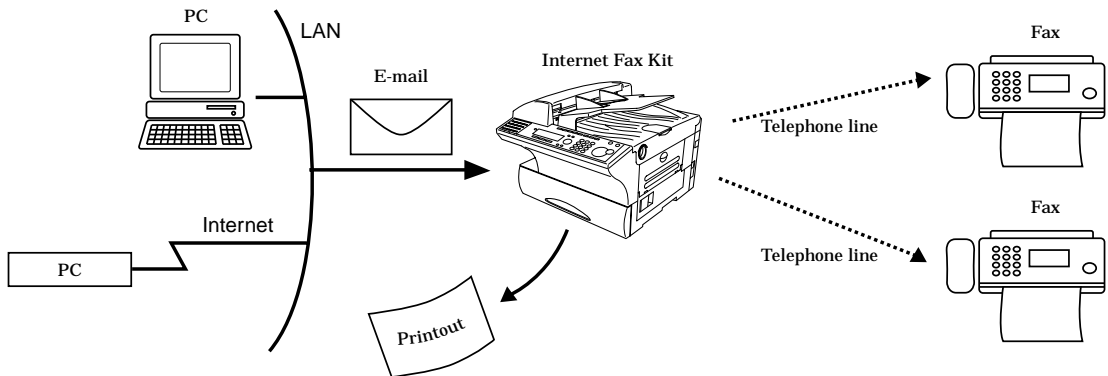 PC
LAN
E-mail
Internet Fax Kit
Fax
Telephone line
Internet
PC
Printout
Telephone line
Fax